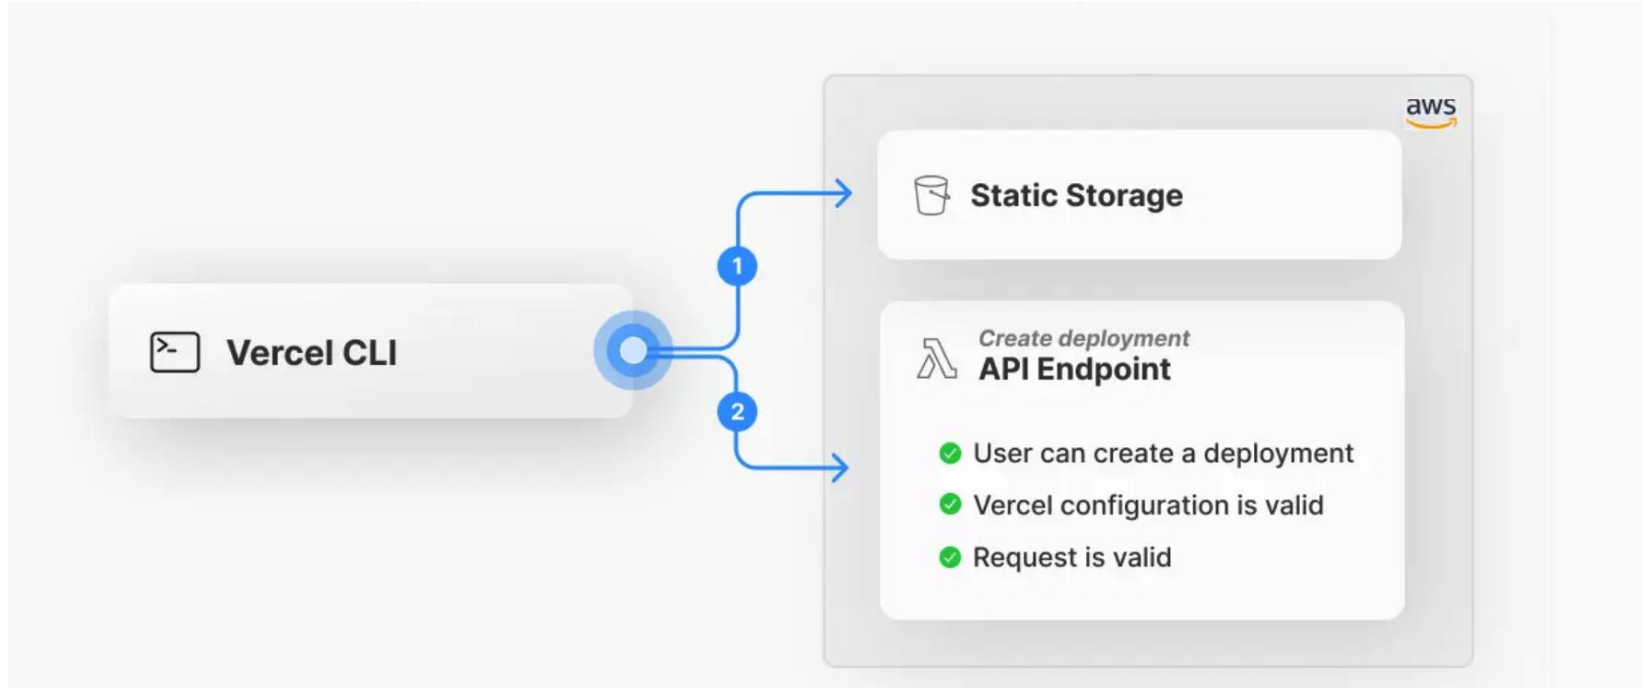 aws
Static Storage
1
Vercel CLI
2
Create deployment
API Endpoint
User can create a deployment
Vercel configuration is valid
Request is valid